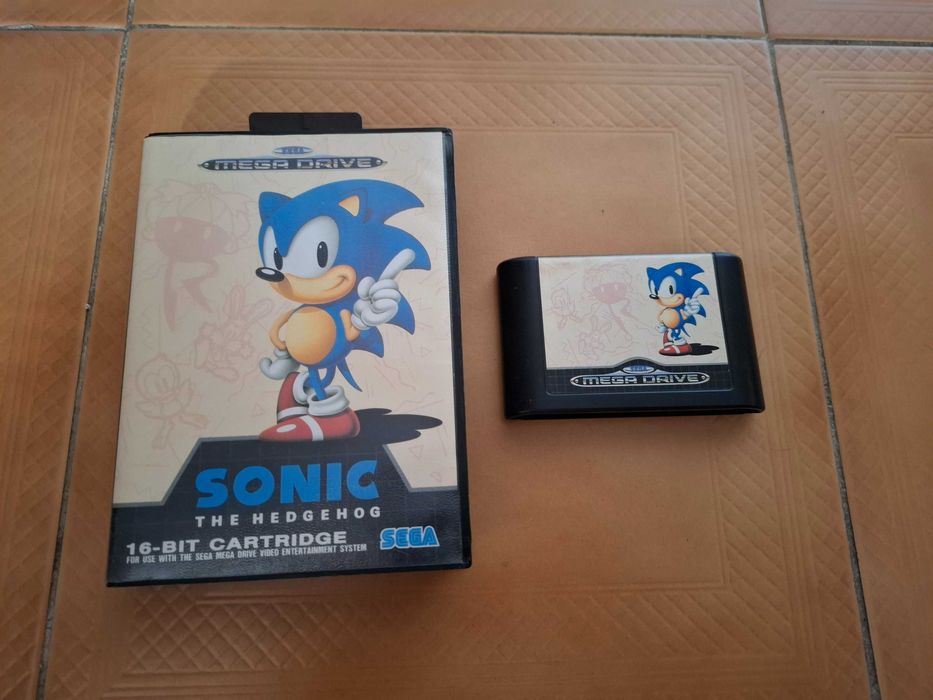 SEGA
MEGA DRIVE
SONIC
THE HEDGEHOG
16-BIT CARTRIDGE
FOR USE WITH THE SEGA MEGA DRIVE VIDEO ENTERTAINMENT SYSTEM
SEGA
SEGA
MEGA DRIVE